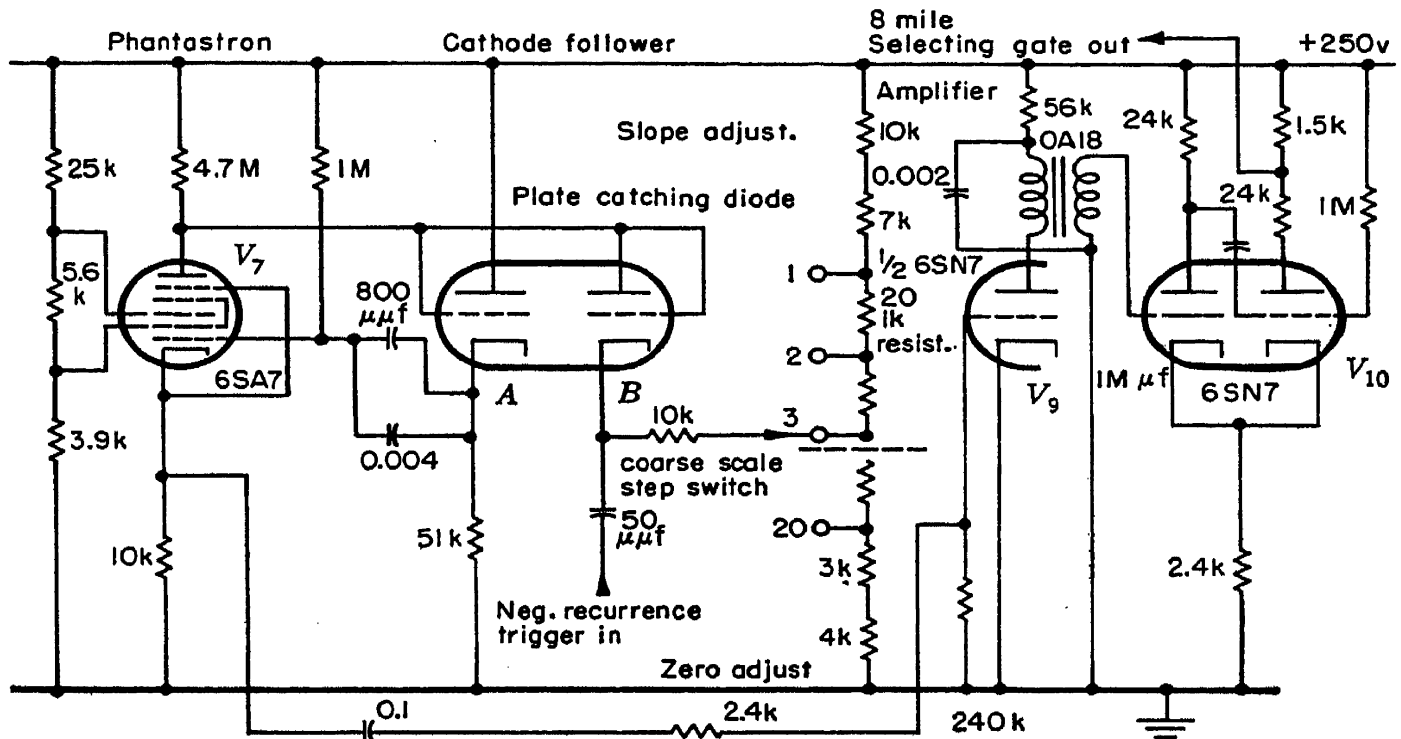 8 mile
Phantastron
Cathode follower
Selecting gate out
+250v
Amplifier
56k
Slope adjust.
10k
24k
1.5k
0A18
25k
4.7M
1M
0.002
Plate catching diode
24k
7k
1M
V7
5.6
k
800
μμf
1
½ 6SN7
20
1k
resist.
2
6SA7
A
B
V9
1M μf
6SN7
V10
10k
3
3.9k
0.004
coarse scale
step switch
50
μμf
20
51k
10k
3k
2.4k
Neg. recurrence
trigger in
4k
Zero adjust
0.1
2.4k
240k